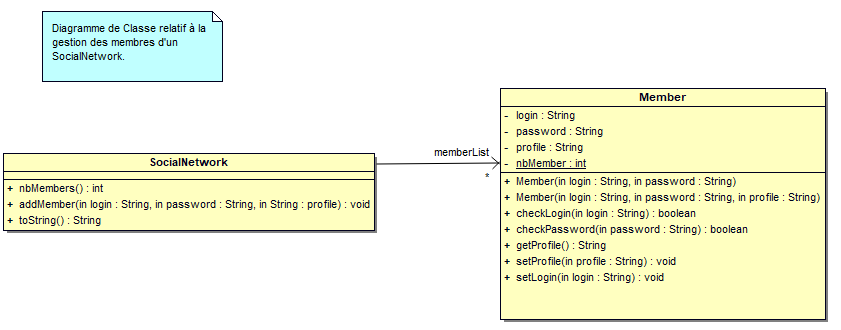 Diagramme de Classe relatif à la
gestion des membres d'un
SocialNetwork.
SocialNetwork
+ nbMembers() : int
+ addMember(in login : String, in password : String, in String : profile) : void
+ toString() : String
memberList
*
Member
- login : String
- password : String
- profile : String
- nbMember : int
+ Member(in login : String, in password : String)
+ Member(in login : String, in password : String, in profile : String)
+ checkLogin(in login : String) : boolean
+ checkPassword(in password : String) : boolean
+ getProfile() : String
+ setProfile(in profile : String) : void
+ setLogin(in login : String) : void